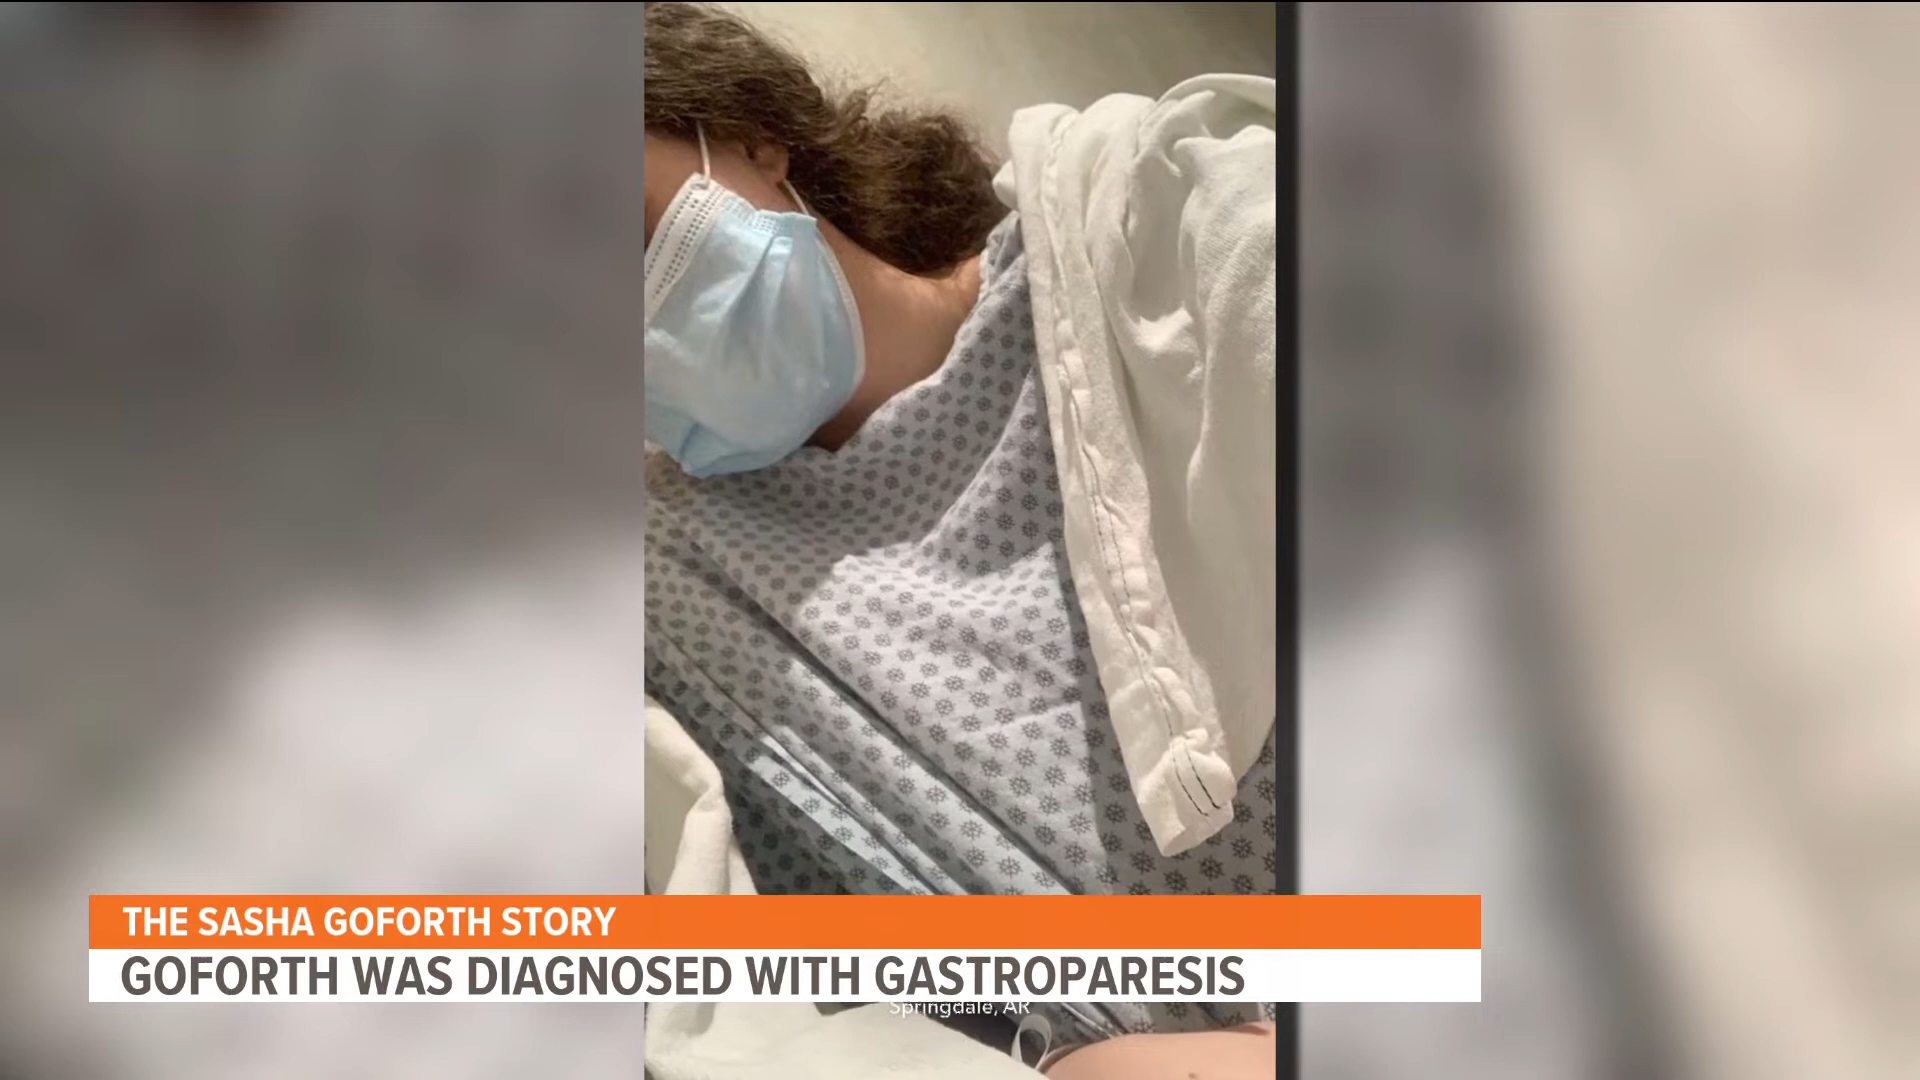 THE SASHA GOFORTH STORY
GOFORTH WAS DIAGNOSED WITH GASTROPARESIS
Springdale, AR